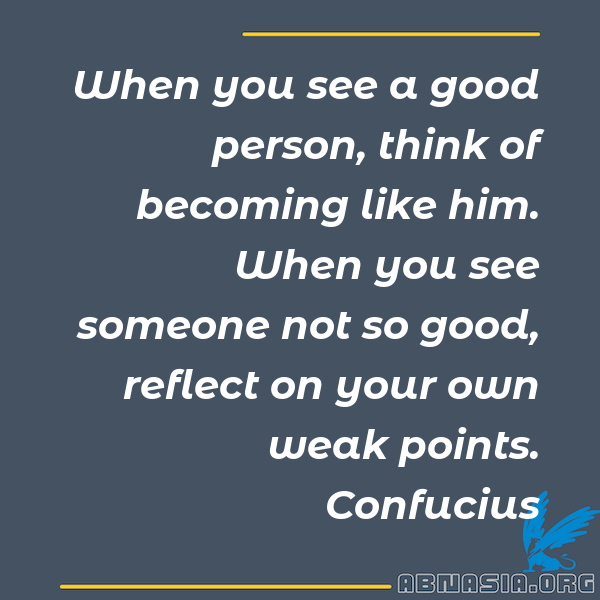 When you see a good
person, think of
becoming like him.
When you see
someone not so good,
reflect on your own
weak points.
Confucius
ABNASIA.ORG